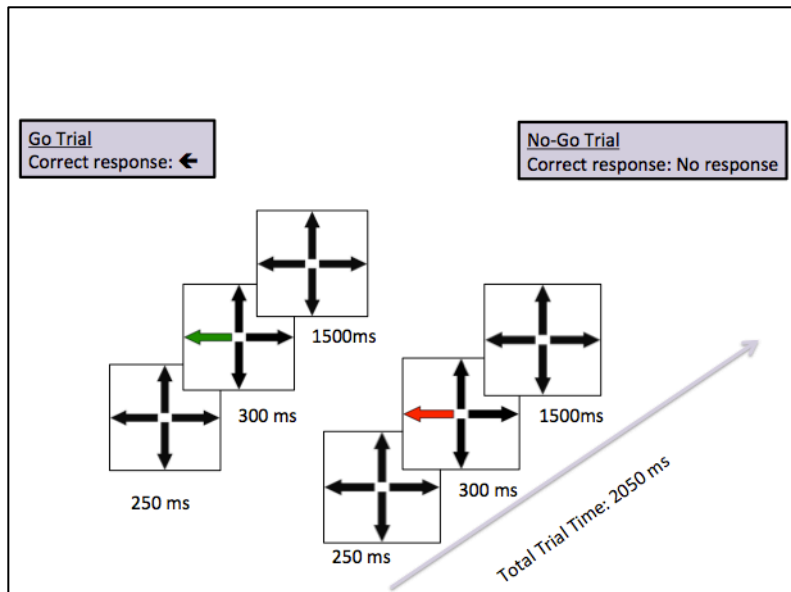 Go Trial
Correct response: ←
No-Go Trial
Correct response: No response
1500ms
300 ms
250 ms
1500ms
300 ms
250 ms
Total Trial Time: 2050 ms